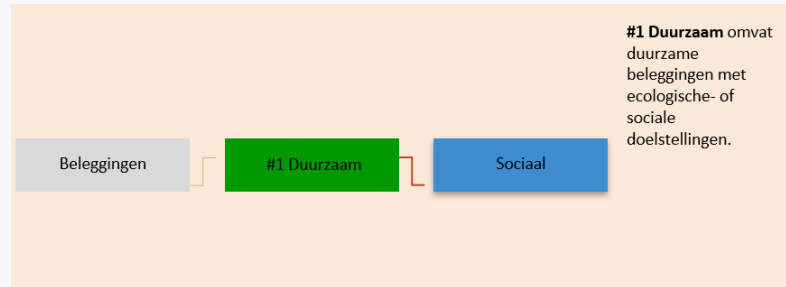 #1 Duurzaam omvat
duurzame
beleggingen met
ecologische- of
sociale
doelstellingen.
Beleggingen
#1 Duurzaam
Sociaal